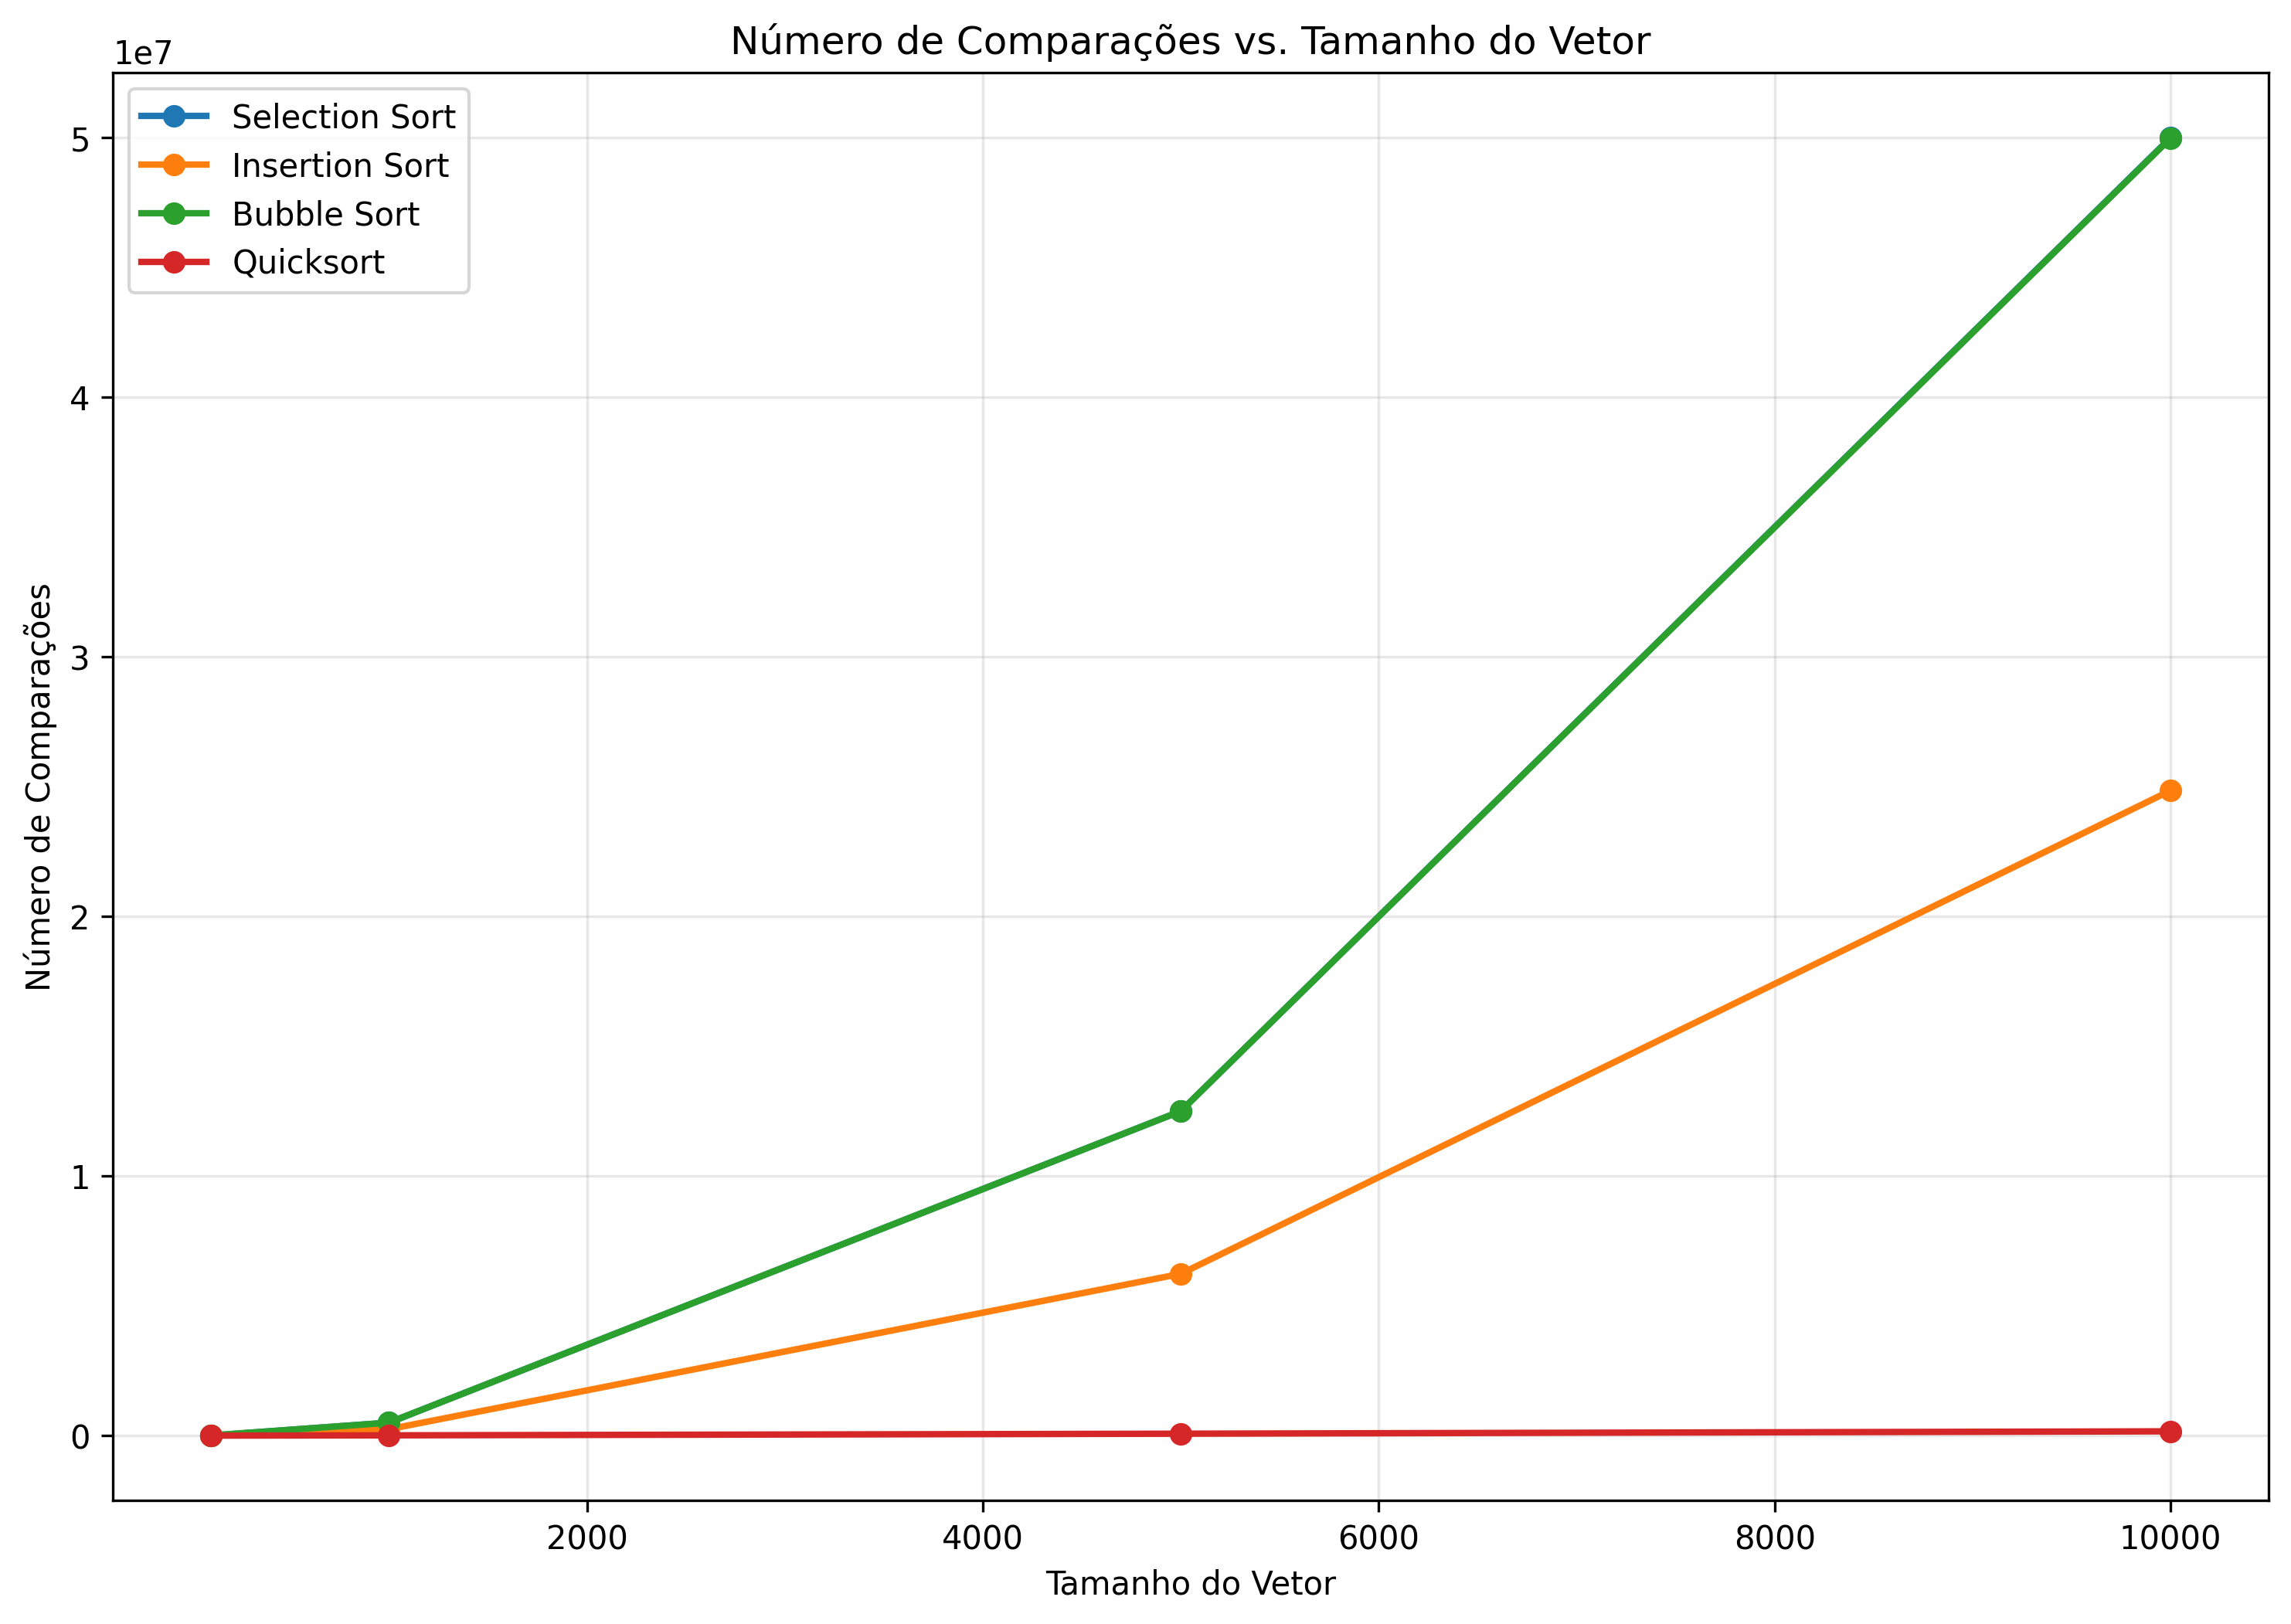 Número de Comparações vs. Tamanho do Vetor
1e7
Selection Sort
Insertion Sort
Bubble Sort
Quicksort
5
4
3
2
1
0
Número de Comparações
2000
4000
6000
8000
10000
Tamanho do Vetor